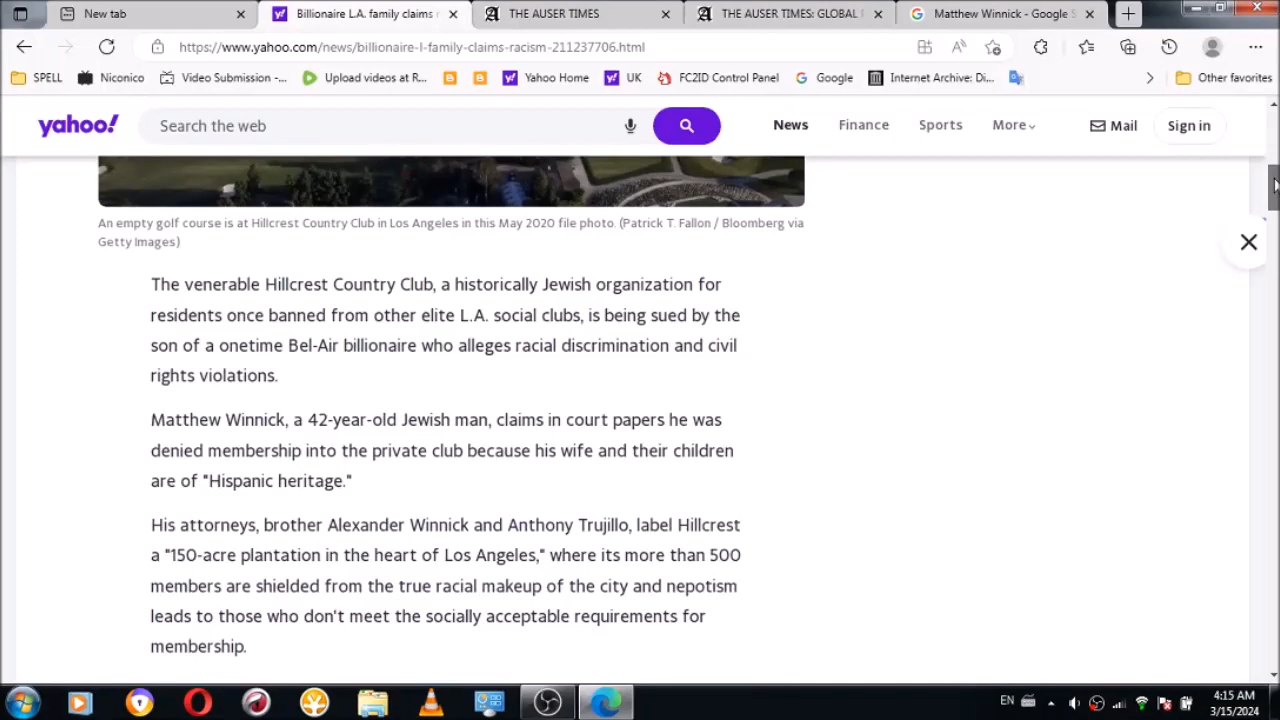 New tab
Billionaire L.A. family claims r
THE AUSER TIMES
THE AUSER TIMES: GLOBAL
Matthew Winnick - Google S
https://www.yahoo.com/news/billionaire-l-family-claims-racism-211237706.html
SPELL
Niconico
Video Submission -...
Upload videos at R...
Yahoo Home
UK
FC2ID Control Panel
Google
Internet Archive: Di...
Other favorites
yahoo!
Search the web
News
Finance
Sports
More
Mail
Sign in
An empty golf course is at Hillcrest Country Club in Los Angeles in this May 2020 file photo. (Patrick T. Fallon / Bloomberg via
Getty Images)
The venerable Hillcrest Country Club, a historically Jewish organization for
residents once banned from other elite L.A. social clubs, is being sued by the
son of a onetime Bel-Air billionaire who alleges racial discrimination and civil
rights violations.
Matthew Winnick, a 42-year-old Jewish man, claims in court papers he was
denied membership into the private club because his wife and their children
are of "Hispanic heritage."
His attorneys, brother Alexander Winnick and Anthony Trujillo, label Hillcrest
a "150-acre plantation in the heart of Los Angeles," where its more than 500
members are shielded from the true racial makeup of the city and nepotism
leads to those who don't meet the socially acceptable requirements for
membership.
EN
4:15 AM
3/15/2024